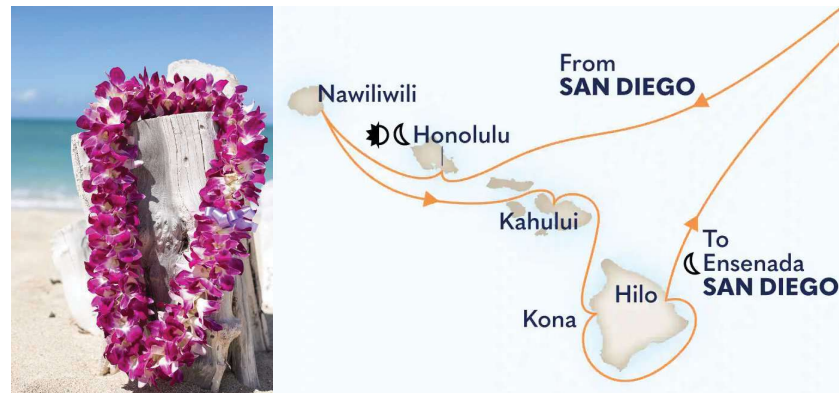 From
SAN DIEGO
Nawiliwili
Honolulu
Kahului
To
Ensenada
SAN DIEGO
Hilo
Kona